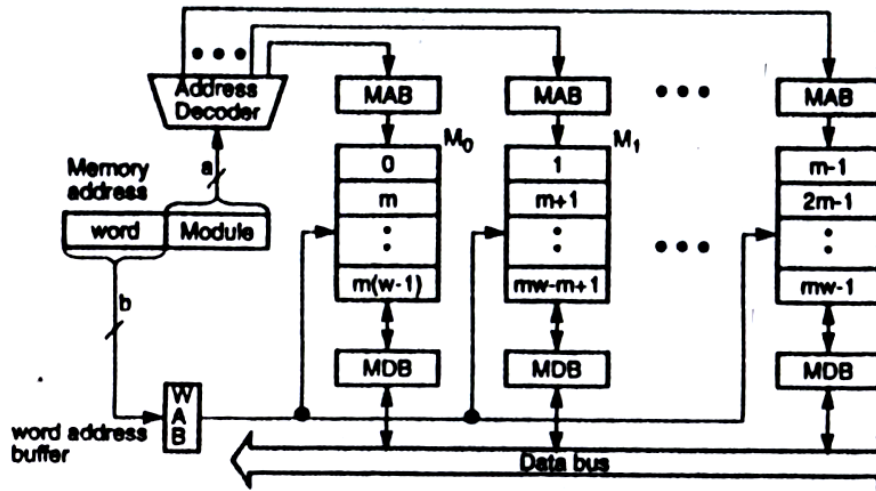 Address
Decoder
MAB
MAB
MAB
M0
M1
a
Memory
address
word
Module
0
m
m(w-1)
1
m+1
mw-m+1
m-1
2m-1
mw-1
b
MDB
MDB
MDB
W
A
B
word address
buffer
Data bus